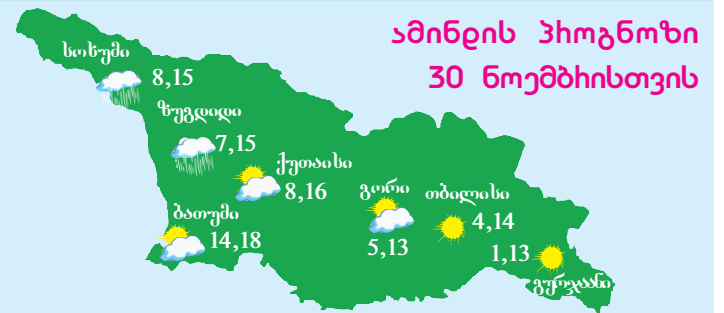 ამინდის პროგნოზი
30 ნოემბრისთვის
სოხუმი
8,15
ზუგდიდი
7,15
ქუთაისი
8,16
გორი
5,13
თბილისი
4,14
ბათუმი
14,18
1,13
გურჯაანი